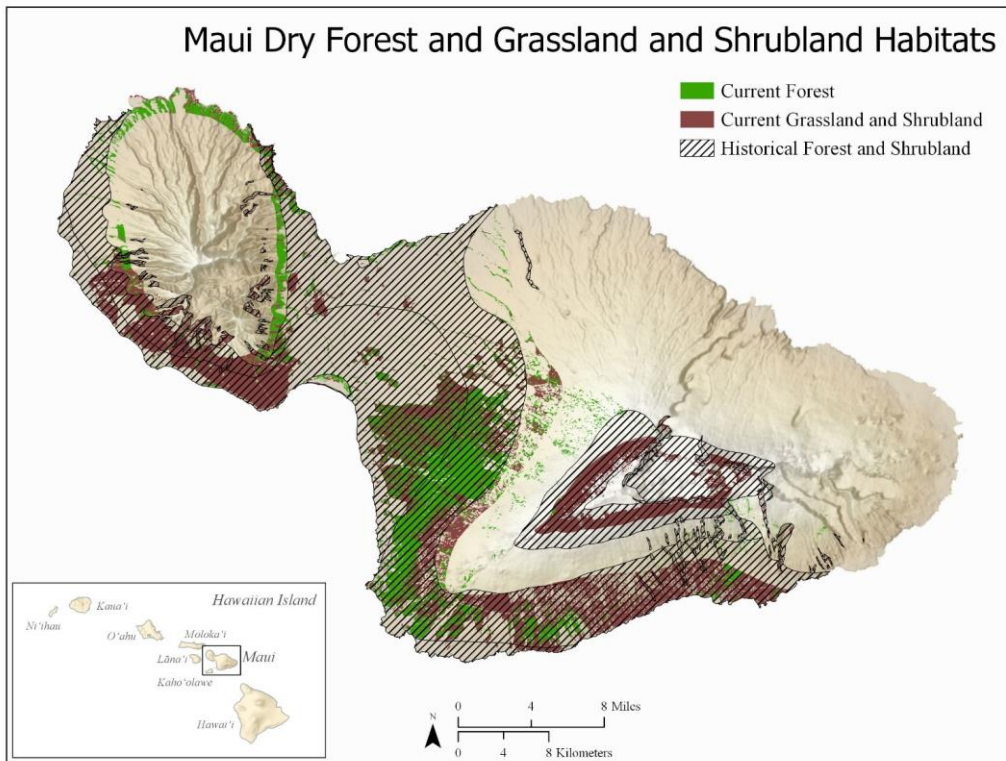 Maui Dry Forest and Grassland and Shrubland Habitats
Current Forest
Current Grassland and Shrubland
Historical Forest and Shrubland
Hawaiian Island
Kaua'i
Ni'ihau
O'ahu
Moloka'i
Lāna'i
Maui
Kaho'olawe
Hawai'i
N
0 4 8 Miles
0 4 8 Kilometers